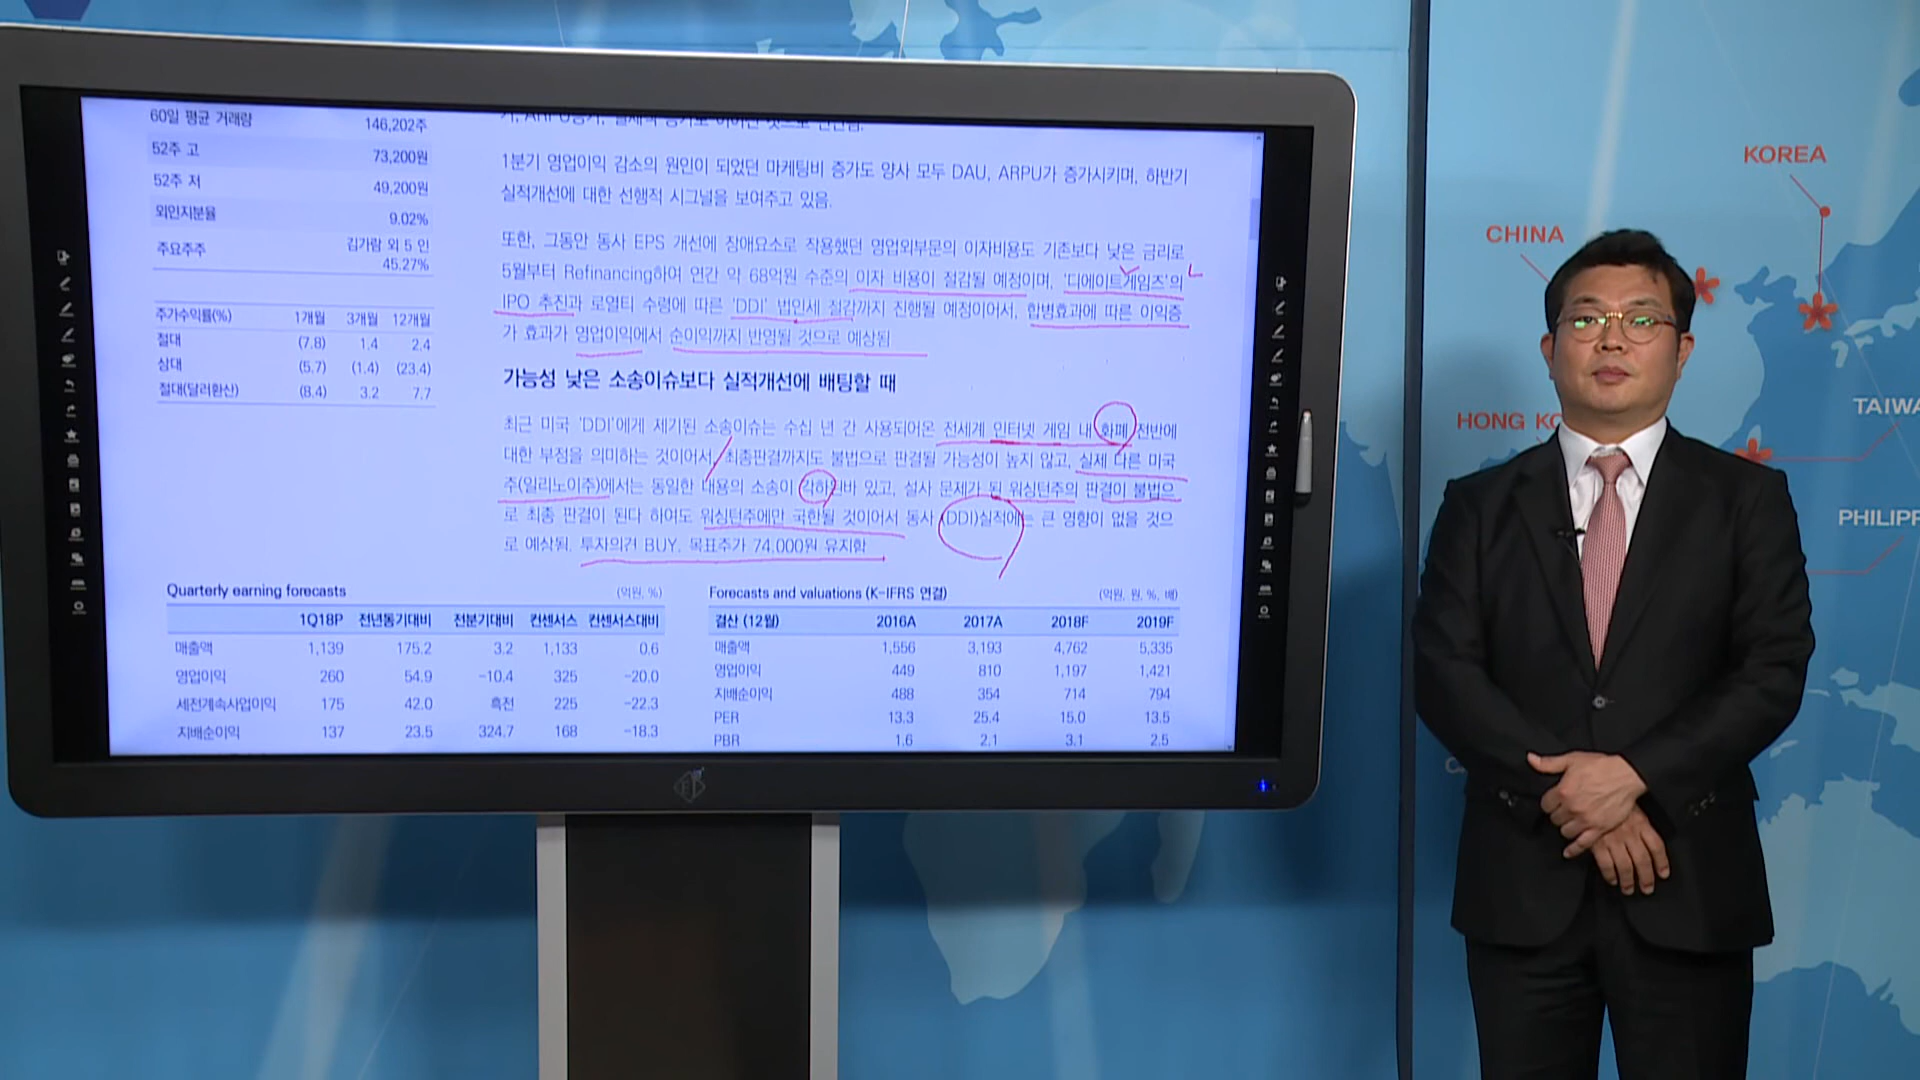 60일 평균 거래량 146,202주
52주 고 73,200원
52주 저 49,200원
외인지분율 9.02%
주요주주 김가람 외 5 인
45.27%
주가수익률(%) 1개월 3개월 12개월
절대 (7.8) 1.4 2.4
상대 (5.7) (1.4) (23.4)
절대(달러환산) (8.4) 3.2 7.7
1분기 영업이익 감소의 원인이 되었던 마케팅비 증가도 양사 모두 DAU, ARPU가 증가시키며, 하반기
실적개선에 대한 선행적 시그널을 보여주고 있음.
또한, 그동안 동사 EPS 개선에 장애요소로 작용했던 영업외부문의 이자비용도 기존보다 낮은 금리로
5월부터 Refinancing하여 연간 약 68억원 수준의 이자 비용이 절감될 예정이며, '디에이트게임즈'의
IPO 추진과 로열티 수령에 따른 'DDI' 법인세 절감까지 진행될 예정이어서, 합병효과에 따른 이익증
가 효과가 영업이익에서 순이익까지 반영될 것으로 예상됨
가능성 낮은 소송이슈보다 실적개선에 배팅할 때
최근 미국 'DDI'에게 제기된 소송이슈는 수십 년 간 사용되어온 전세계 인터넷 게임 내 화폐 전반에
대한 부정을 의미하는 것이어서, 최종판결까지도 불법으로 판결될 가능성이 높지 않고, 실제 다른 미국
주(일리노이주)에서는 동일한 내용의 소송이 각하된바 있고, 설사 문제가 된 워싱턴주의 판결이 불법으
로 최종 판결이 된다 하여도 워싱턴주에만 국한될 것이어서 동사 (DDI)실적에는 큰 영향이 없을 것으
로 예상됨. 투자의견 BUY, 목표주가 74,000원 유지함
Quarterly earning forecasts (억원, %)
1Q18P 전년동기대비 전분기대비 컨센서스 컨센서스대비
매출액 1,139 175.2 3.2 1,133 0.6
영업이익 260 54.9 -10.4 325 -20.0
세전계속사업이익 175 42.0 흑전 225 -22.3
지배순이익 137 23.5 324.7 168 -18.3
Forecasts and valuations (K-IFRS 연결) (억원, 원, %, 배)
결산 (12월) 2016A 2017A 2018F 2019F
매출액 1,556 3,193 4,762 5,335
영업이익 449 810 1,197 1,421
지배순이익 488 354 714 794
PER 13.3 25.4 15.0 13.5
PBR 1.6 2.1 3.1 2.5
KOREA
CHINA
HONG KO
TAIWA
PHILIPP